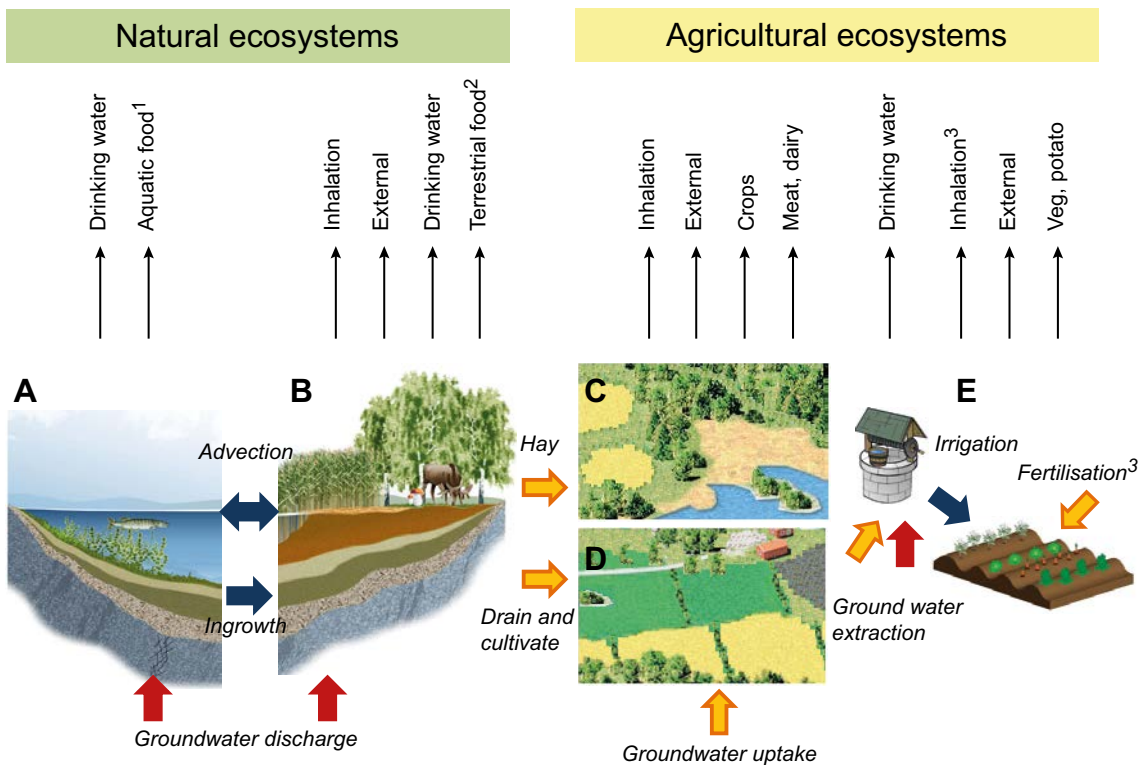 Natural ecosystems
Agricultural ecosystems
Drinking water
Aquatic food¹
Inhalation
External
Drinking water
Terrestrial food²
Inhalation
External
Crops
Meat, dairy
Drinking water
Inhalation³
External
Veg, potato
A
B
C
E
Advection
Hay
Irrigation
Fertilisation³
D
Ingrowth
Drain and
cultivate
Ground water
extraction
Groundwater discharge
Groundwater uptake